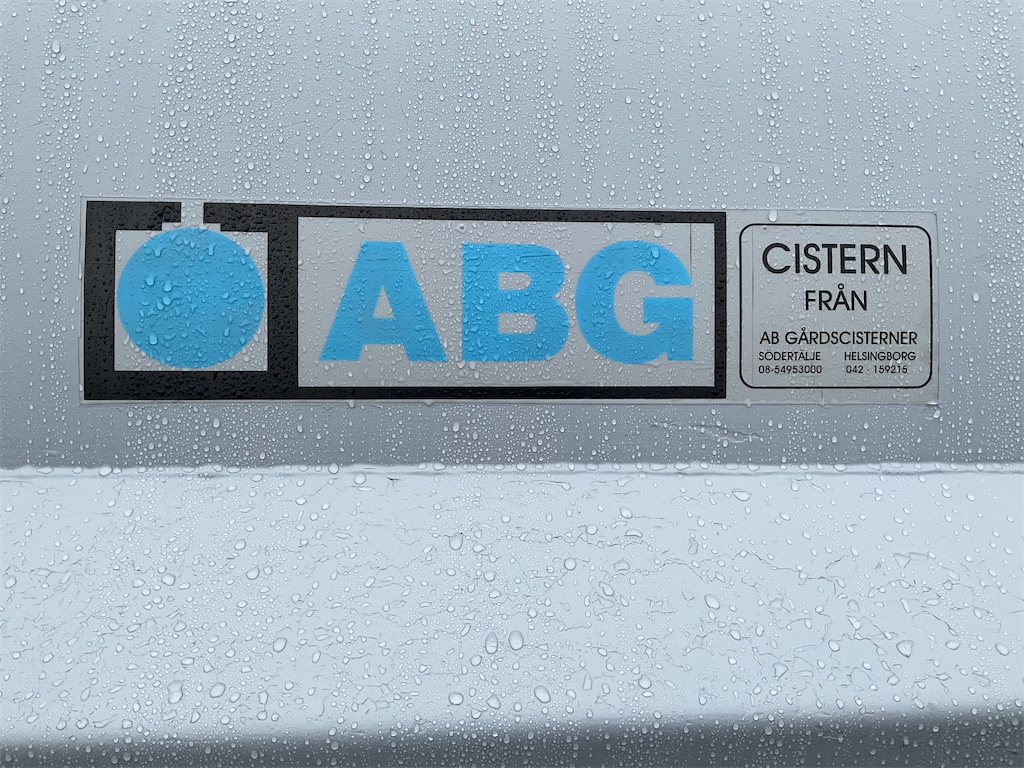 ABG
CISTERN
FRÅN
AB GÅRDSCISTERNER
SÖDERTÄLJE HELSINGBORG
08-54953000 042 - 159215